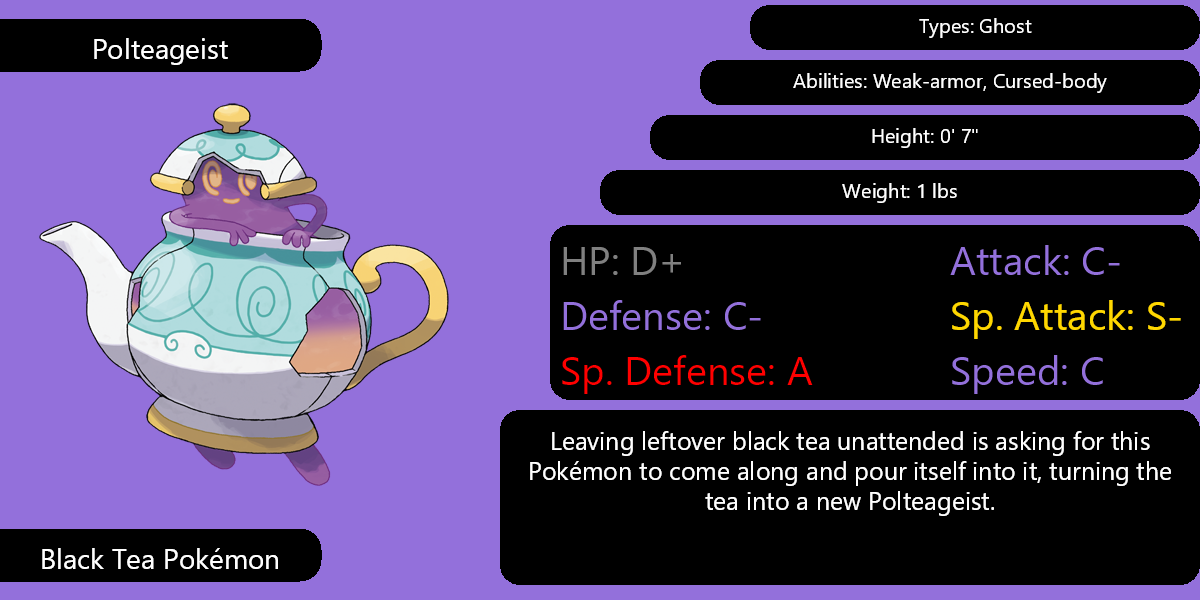 Polteageist
Types: Ghost
Abilities: Weak-armor, Cursed-body
Height: 0' 7"
Weight: 1 lbs
HP: D+
Attack: C-
Defense: C-
Sp. Attack: S-
Sp. Defense: A
Speed: C
Leaving leftover black tea unattended is asking for this
Pokémon to come along and pour itself into it, turning the
tea into a new Polteageist.
Black Tea Pokémon